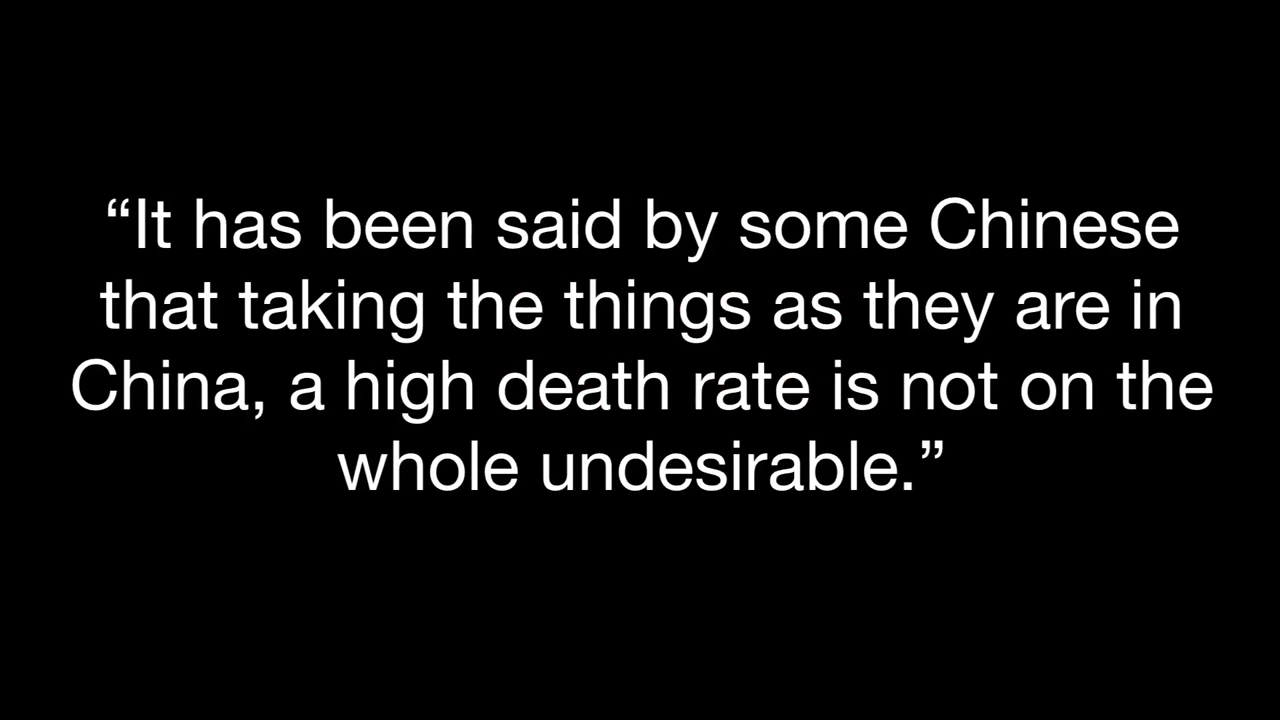 “It has been said by some Chinese
that taking the things as they are in
China, a high death rate is not on the
whole undesirable.”